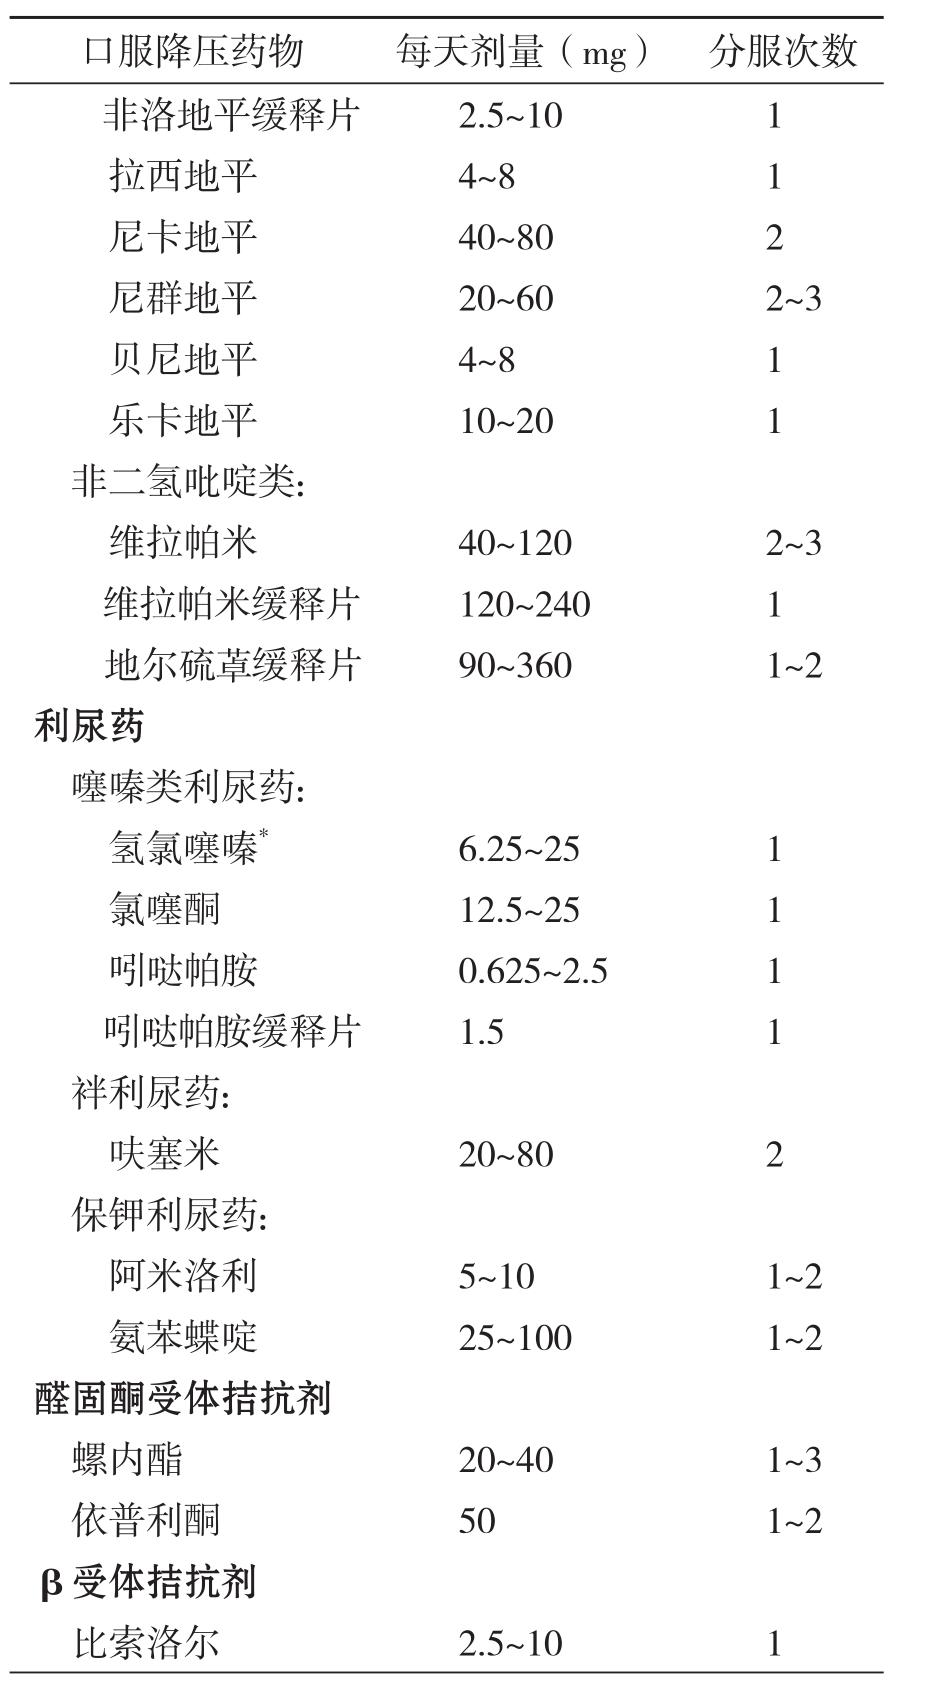 口服降压药物 每天剂量（mg） 分服次数
非洛地平缓释片 2.5~10 1
拉西地平 4~8 1
尼卡地平 40~80 2
尼群地平 20~60 2~3
贝尼地平 4~8 1
乐卡地平 10~20 1
非二氢吡啶类：
维拉帕米 40~120 2~3
维拉帕米缓释片 120~240 1
地尔硫䓬缓释片 90~360 1~2
利尿药
噻嗪类利尿药：
氢氯噻嗪* 6.25~25 1
氯噻酮 12.5~25 1
吲哒帕胺 0.625~2.5 1
吲哒帕胺缓释片 1.5 1
袢利尿药：
呋塞米 20~80 2
保钾利尿药：
阿米洛利 5~10 1~2
氨苯蝶啶 25~100 1~2
醛固酮受体拮抗剂
螺内酯 20~40 1~3
依普利酮 50 1~2
β 受体拮抗剂
比索洛尔 2.5~10 1